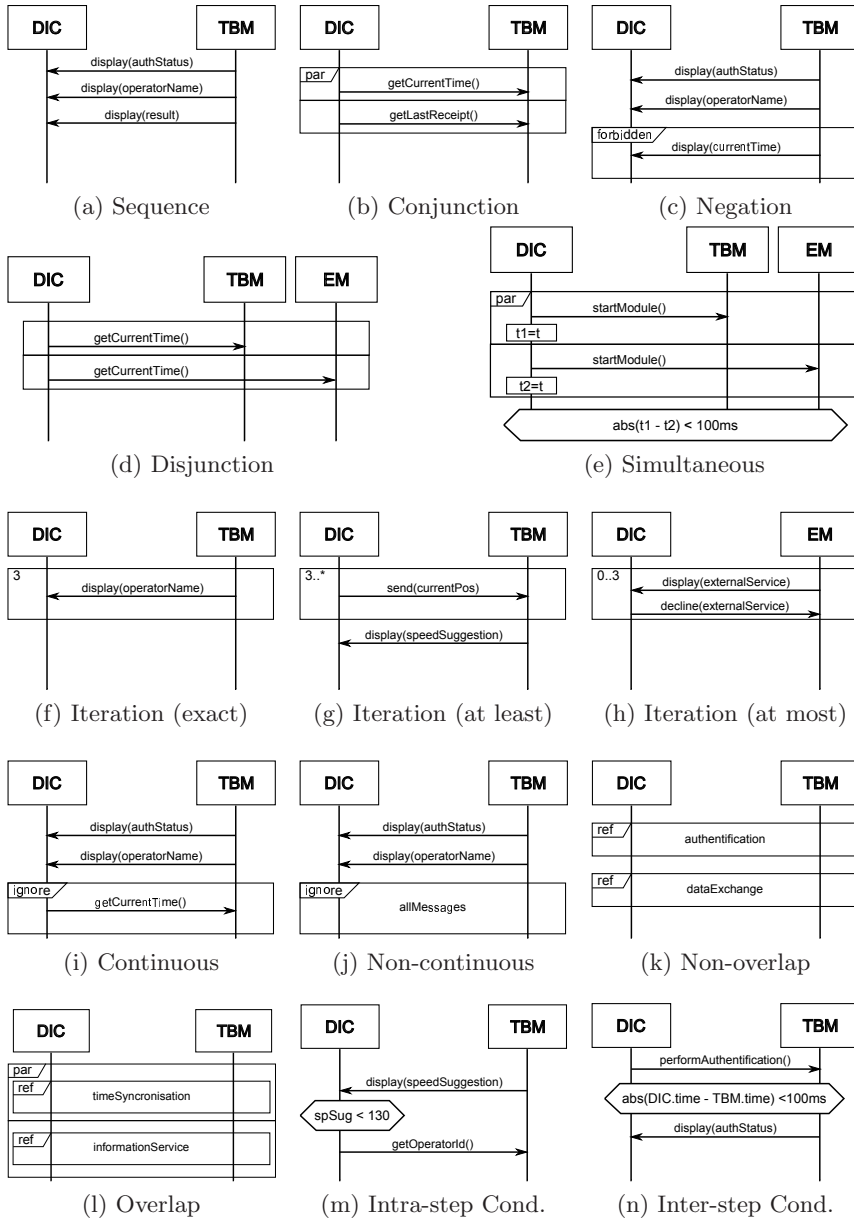 DIC TBM
display(authStatus)
display(operatorName)
display(result)
(a) Sequence
DIC TBM
par
getCurrentTime()
getLastReceipt()
(b) Conjunction
DIC TBM
display(authStatus)
display(operatorName)
forbidden
display(currentTime)
(c) Negation
DIC TBM EM
getCurrentTime()
getCurrentTime()
(d) Disjunction
DIC TBM EM
par
startModule()
t1=t
startModule()
t2=t
abs(t1 - t2) < 100ms
(e) Simultaneous
DIC TBM
3
display(operatorName)
(f) Iteration (exact)
DIC TBM
3..*
send(currentPos)
display(speedSuggestion)
(g) Iteration (at least)
DIC EM
0..3
display(externalService)
decline(externalService)
(h) Iteration (at most)
DIC TBM
display(authStatus)
display(operatorName)
ignore
getCurrentTime()
(i) Continuous
DIC TBM
display(authStatus)
display(operatorName)
ignore
allMessages
(j) Non-continuous
DIC TBM
ref
authentification
ref
dataExchange
(k) Non-overlap
DIC TBM
par
ref
timeSyncronisation
ref
informationService
(l) Overlap
DIC TBM
display(speedSuggestion)
spSug < 130
getOperatorId()
(m) Intra-step Cond.
DIC TBM
performAuthentification()
abs(DIC.time - TBM.time) <100ms
display(authStatus)
(n) Inter-step Cond.